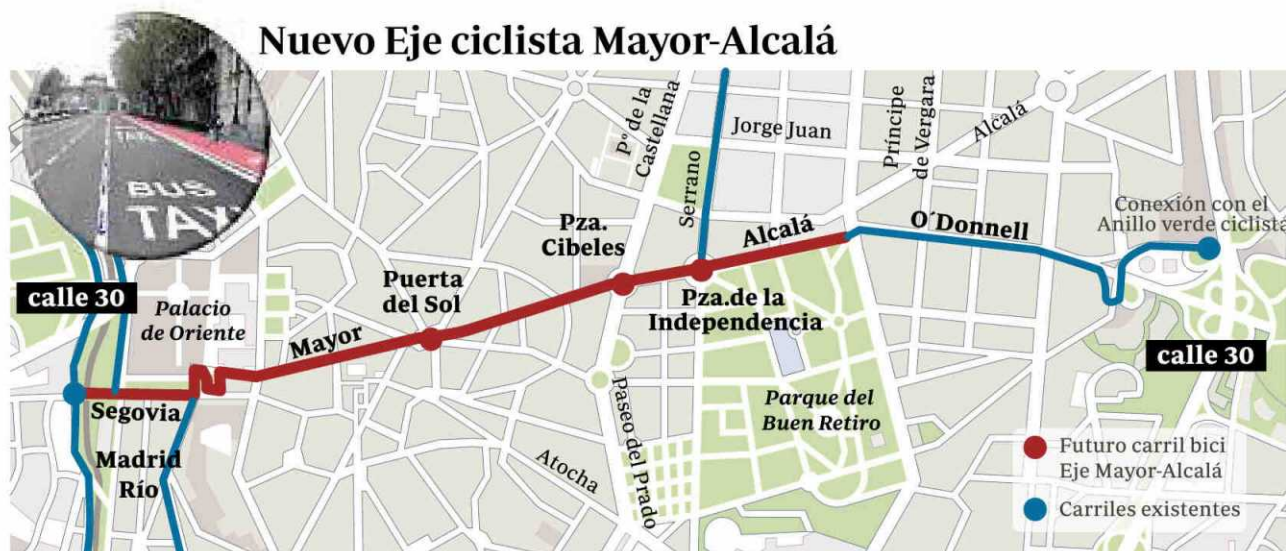 Nuevo Eje ciclista Mayor-Alcalá
BUS
TAXI
calle 30
Palacio
de Oriente
Segovia
Madrid
Río
Mayor
Puerta
del Sol
Pza.
Cibeles
Pº de la
Castellana
Serrano
Jorge Juan
Príncipe
de Vergara
Alcalá
Alcalá
Pza.de la
Independencia
O´Donnell
Conexión con el
Anillo verde ciclista
calle 30
Parque del
Buen Retiro
Paseo del Prado
Atocha
Futuro carril bici
Eje Mayor-Alcalá
Carriles existentes